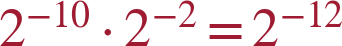 2⁻¹⁰ · 2⁻² = 2⁻¹²